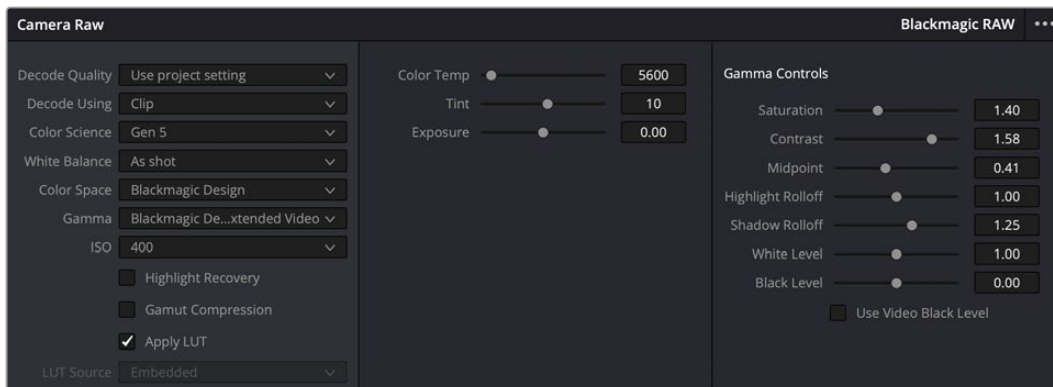 Camera Raw
Blackmagic RAW
Decode Quality Use project setting
Decode Using Clip
Color Science Gen 5
White Balance As shot
Color Space Blackmagic Design
Gamma Blackmagic De...xtended Video
ISO 400
Highlight Recovery
Gamut Compression
Apply LUT
LUT Source Embedded
Color Temp 5600
Tint 10
Exposure 0.00
Gamma Controls
Saturation 1.40
Contrast 1.58
Midpoint 0.41
Highlight Rolloff 1.00
Shadow Rolloff 1.25
White Level 1.00
Black Level 0.00
Use Video Black Level